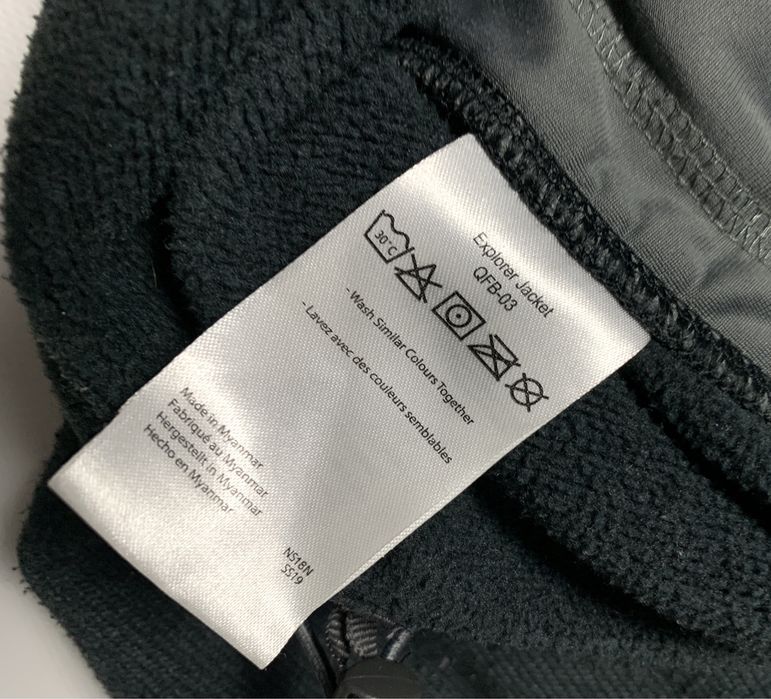 Explorer Jacket
QFB-03
30°C
- Wash Similar Colours Together
- Lavez avec des couleurs semblables
Made in Myanmar
Fabriqué au Myanmar
Hergestellt in Myanmar
Hecho en Myanmar
NS18N
SS19